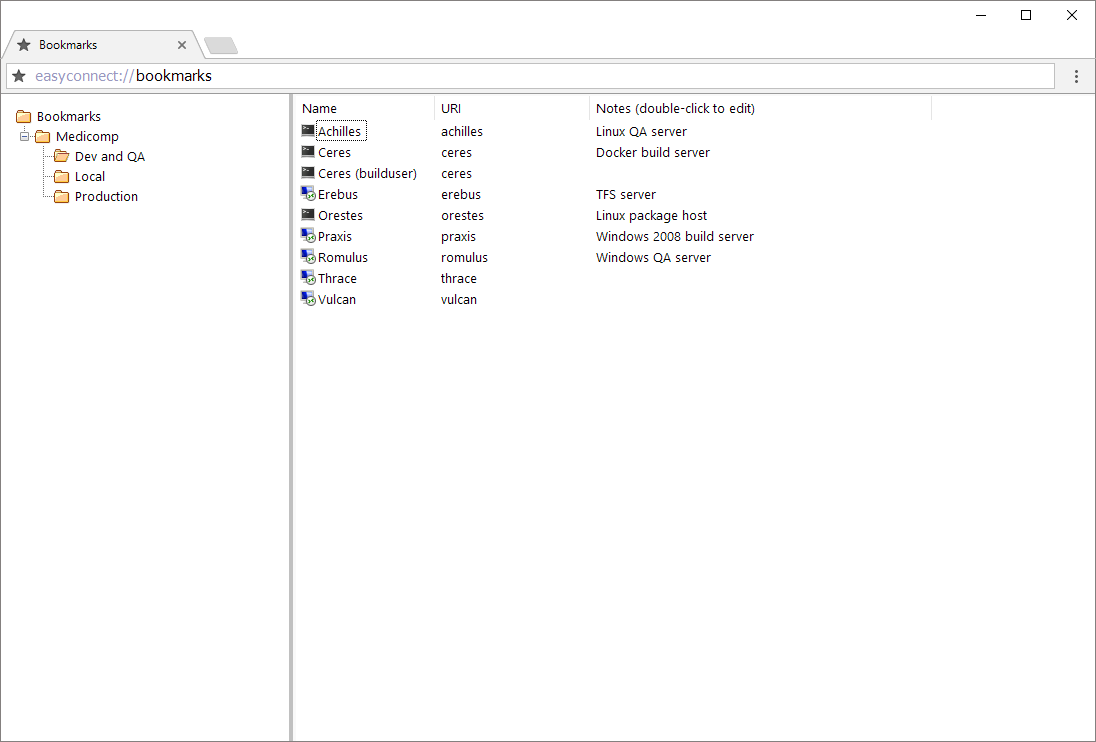 Bookmarks
easyconnect://bookmarks
Bookmarks
Medicomp
Dev and QA
Local
Production
Name URI Notes (double-click to edit)
Achilles achilles Linux QA server
Ceres ceres Docker build server
Ceres (builduser) ceres
Erebus erebus TFS server
Orestes orestes Linux package host
Praxis praxis Windows 2008 build server
Romulus romulus Windows QA server
Thrace thrace
Vulcan vulcan